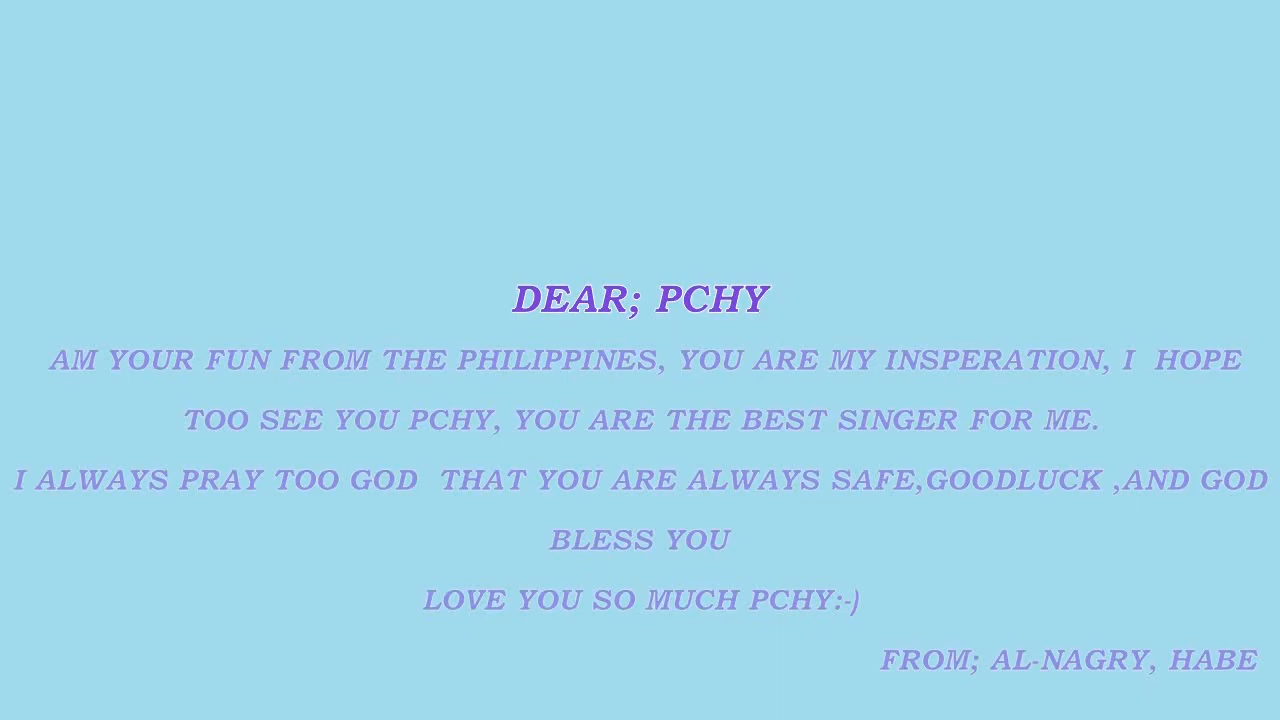 DEAR; PCHY
AM YOUR FUN FROM THE PHILIPPINES, YOU ARE MY INSPERATION, I  HOPE
TOO SEE YOU PCHY, YOU ARE THE BEST SINGER FOR ME.
I ALWAYS PRAY TOO GOD  THAT YOU ARE ALWAYS SAFE,GOODLUCK ,AND GOD
BLESS YOU
LOVE YOU SO MUCH PCHY:-)
FROM; AL-NAGRY, HABE